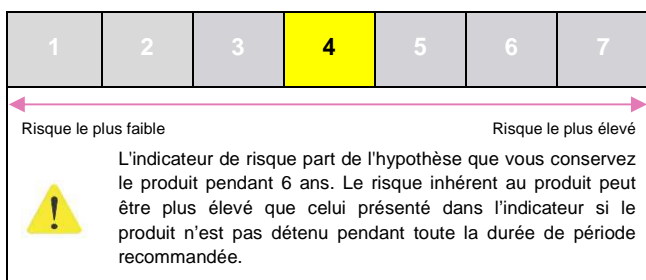 1 2 3 4 5 6 7
Risque le plus faible Risque le plus élevé
L'indicateur de risque part de l'hypothèse que vous conservez
le produit pendant 6 ans. Le risque inhérent au produit peut
être plus élevé que celui présenté dans l’indicateur si le
produit n’est pas détenu pendant toute la durée de période
recommandée.